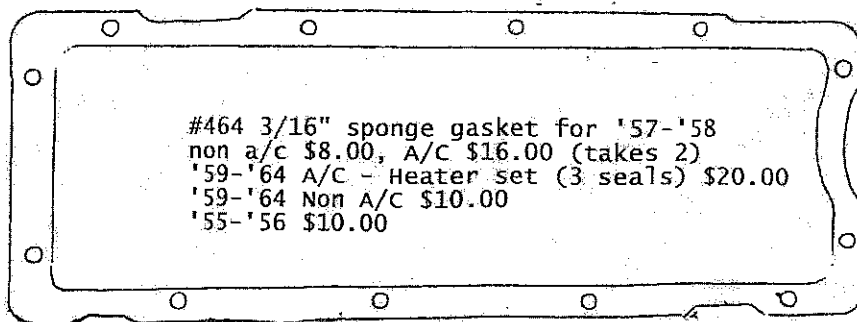 #464 3/16" sponge gasket for '57-'58
non a/c $8.00, A/C $16.00 (takes 2)
'59-'64 A/C - Heater set (3 seals) $20.00
'59-'64 Non A/C $10.00
'55-'56 $10.00